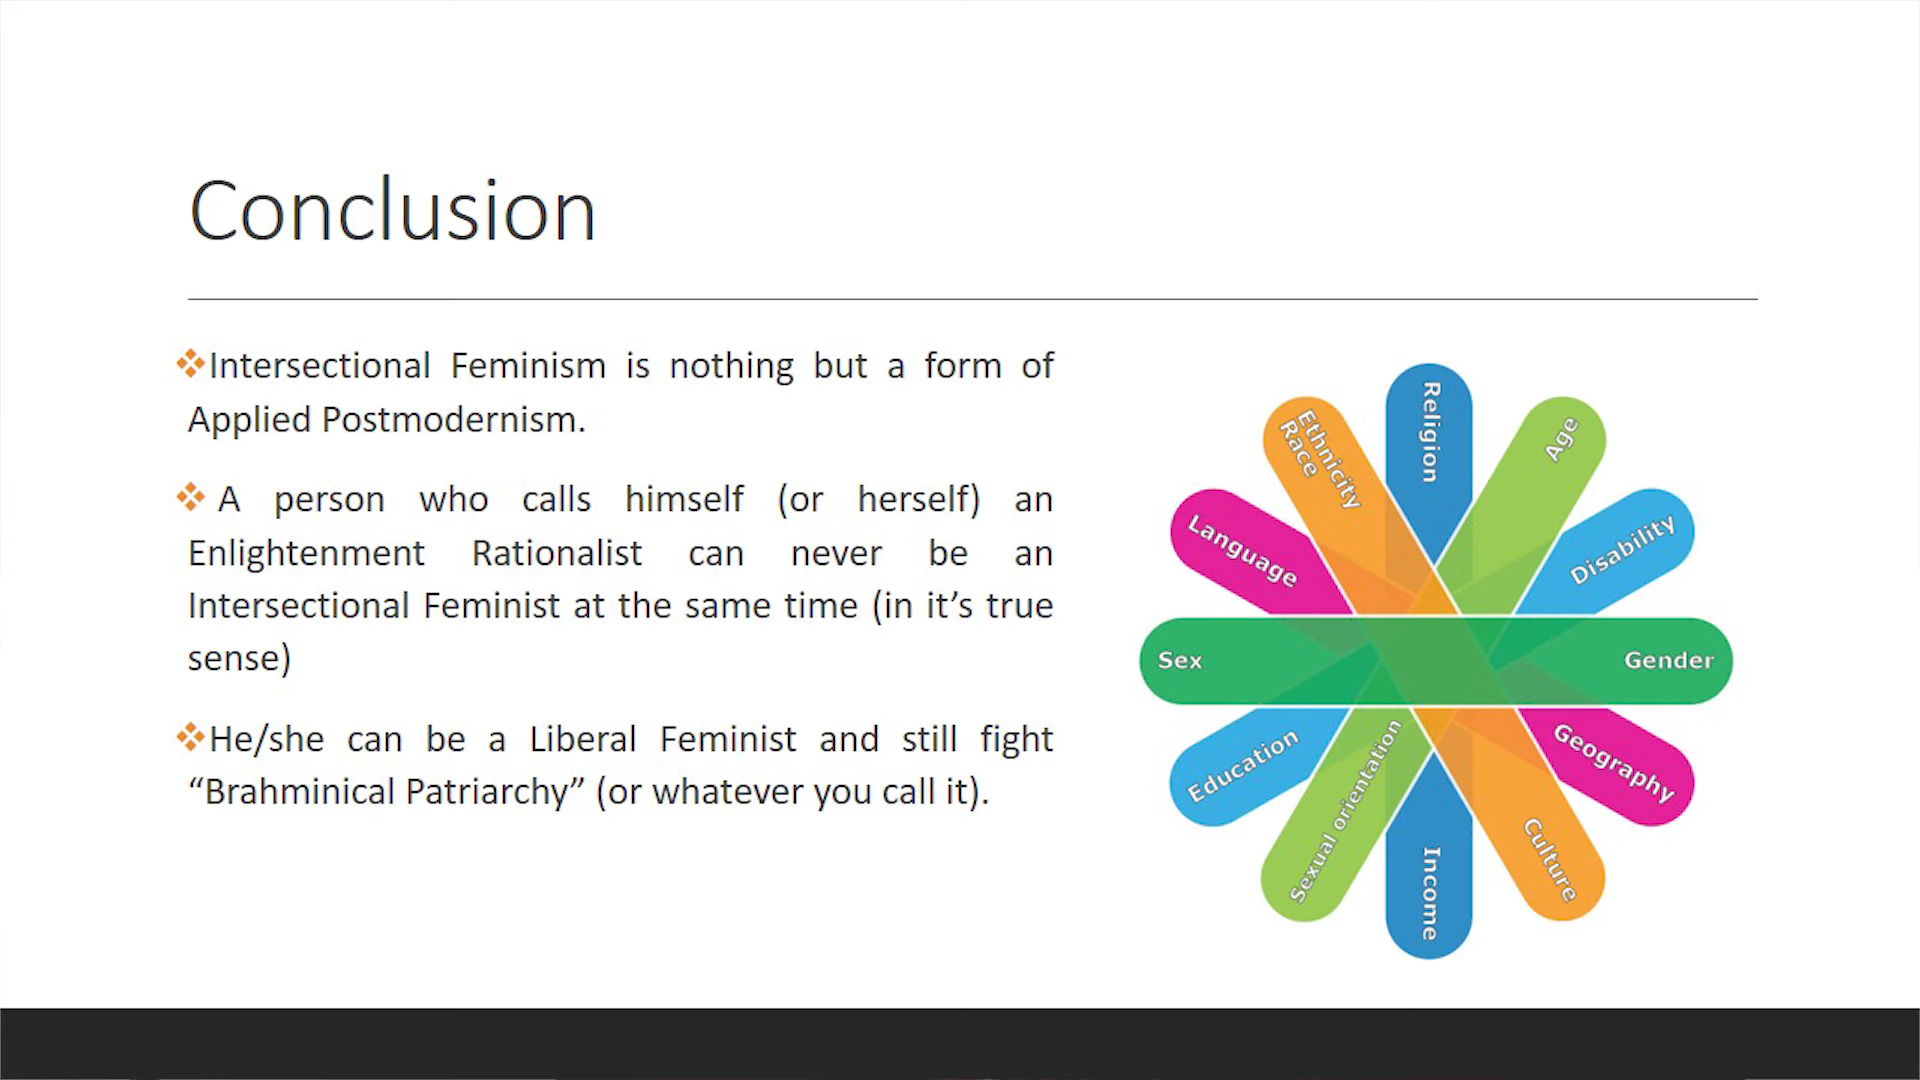 Conclusion
❖Intersectional Feminism is nothing but a form of
Applied Postmodernism.
❖ A person who calls himself (or herself) an
Enlightenment Rationalist can never be an
Intersectional Feminist at the same time (in it’s true
sense)
❖He/she can be a Liberal Feminist and still fight
“Brahminical Patriarchy” (or whatever you call it).
Religion
Age
Ethnicity
Race
Language
Disability
Sex
Gender
Education
Geography
Sexual orientation
Culture
Income